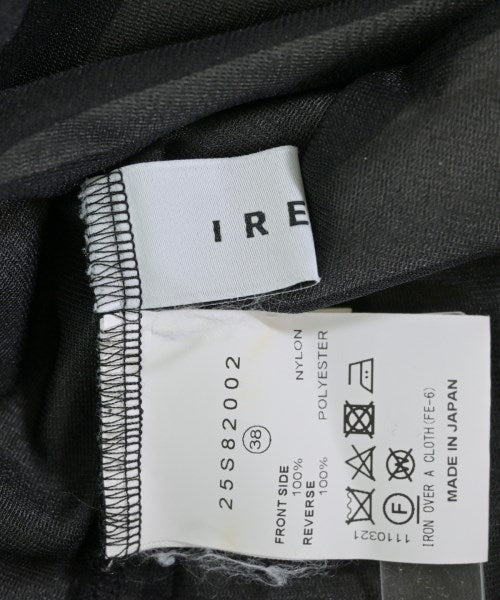 IRE
25S82002
38
FRONT SIDE
100% NYLON
REVERSE
100% POLYESTER
F
1110321
IRON OVER A CLOTH(FE-6)
MADE IN JAPAN